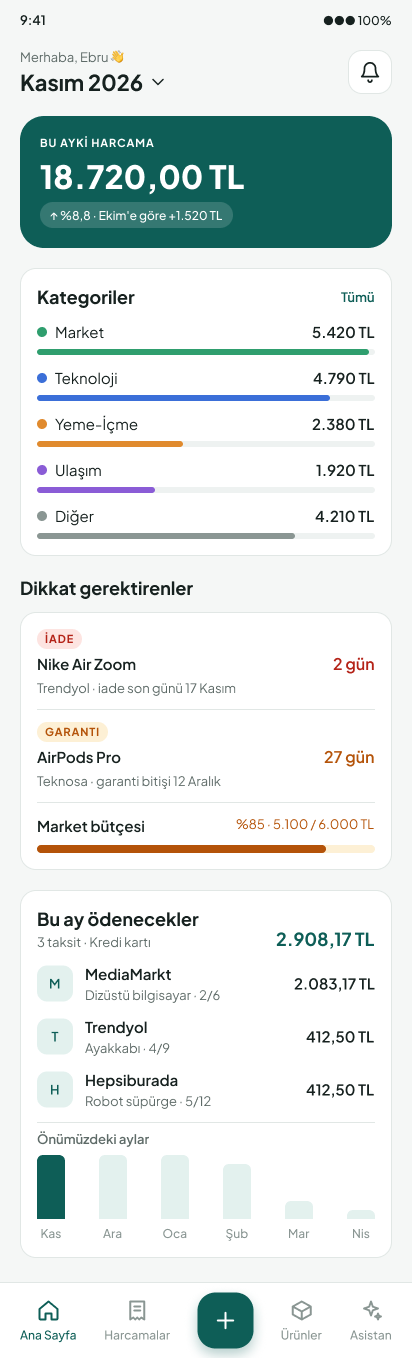 9:41
100%
Merhaba, Ebru 👋
Kasım 2026
BU AYKİ HARCAMA
18.720,00 TL
↑ %8,8 · Ekim'e göre +1.520 TL
Kategoriler Tümü
Market 5.420 TL
Teknoloji 4.790 TL
Yeme-İçme 2.380 TL
Ulaşım 1.920 TL
Diğer 4.210 TL
Dikkat gerektirenler
İADE
Nike Air Zoom 2 gün
Trendyol · iade son günü 17 Kasım
GARANTI
AirPods Pro 27 gün
Teknosa · garanti bitişi 12 Aralık
Market bütçesi %85 · 5.100 / 6.000 TL
Bu ay ödenecekler
3 taksit · Kredi kartı 2.908,17 TL
M MediaMarkt 2.083,17 TL
Dizüstü bilgisayar · 2/6
T Trendyol 412,50 TL
Ayakkabı · 4/9
H Hepsiburada 412,50 TL
Robot süpürge · 5/12
Önümüzdeki aylar
Kas Ara Oca Şub Mar Nis
Ana Sayfa Harcamalar Ürünler Asistan